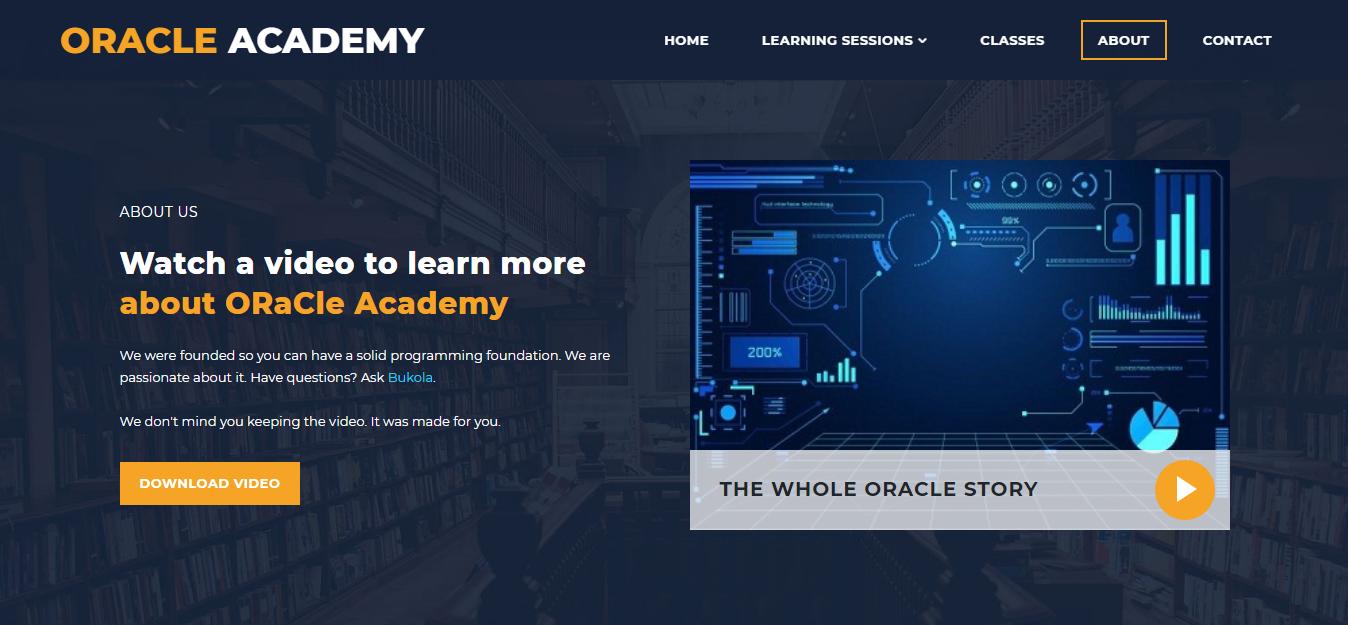 ORACLE ACADEMY
HOME
LEARNING SESSIONS
CLASSES
ABOUT
CONTACT
ABOUT US
Watch a video to learn more
about ORaCle Academy
We were founded so you can have a solid programming foundation. We are
passionate about it. Have questions? Ask Bukola.
We don't mind you keeping the video. It was made for you.
DOWNLOAD VIDEO
Hud interface technology
99%
200%
THE WHOLE ORACLE STORY